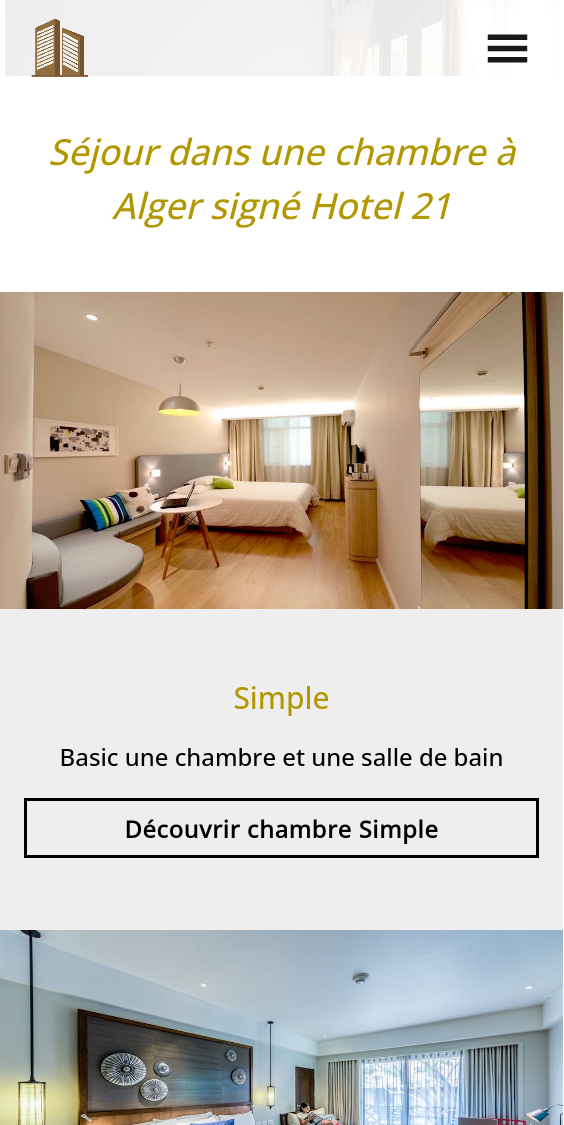 Séjour dans une chambre à
Alger signé Hotel 21
Simple
Basic une chambre et une salle de bain
Découvrir chambre Simple